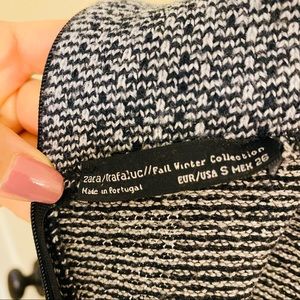 zara/trafaluc//Fall Winter Collection
Made in Portugal
EUR/USA S MEX 26